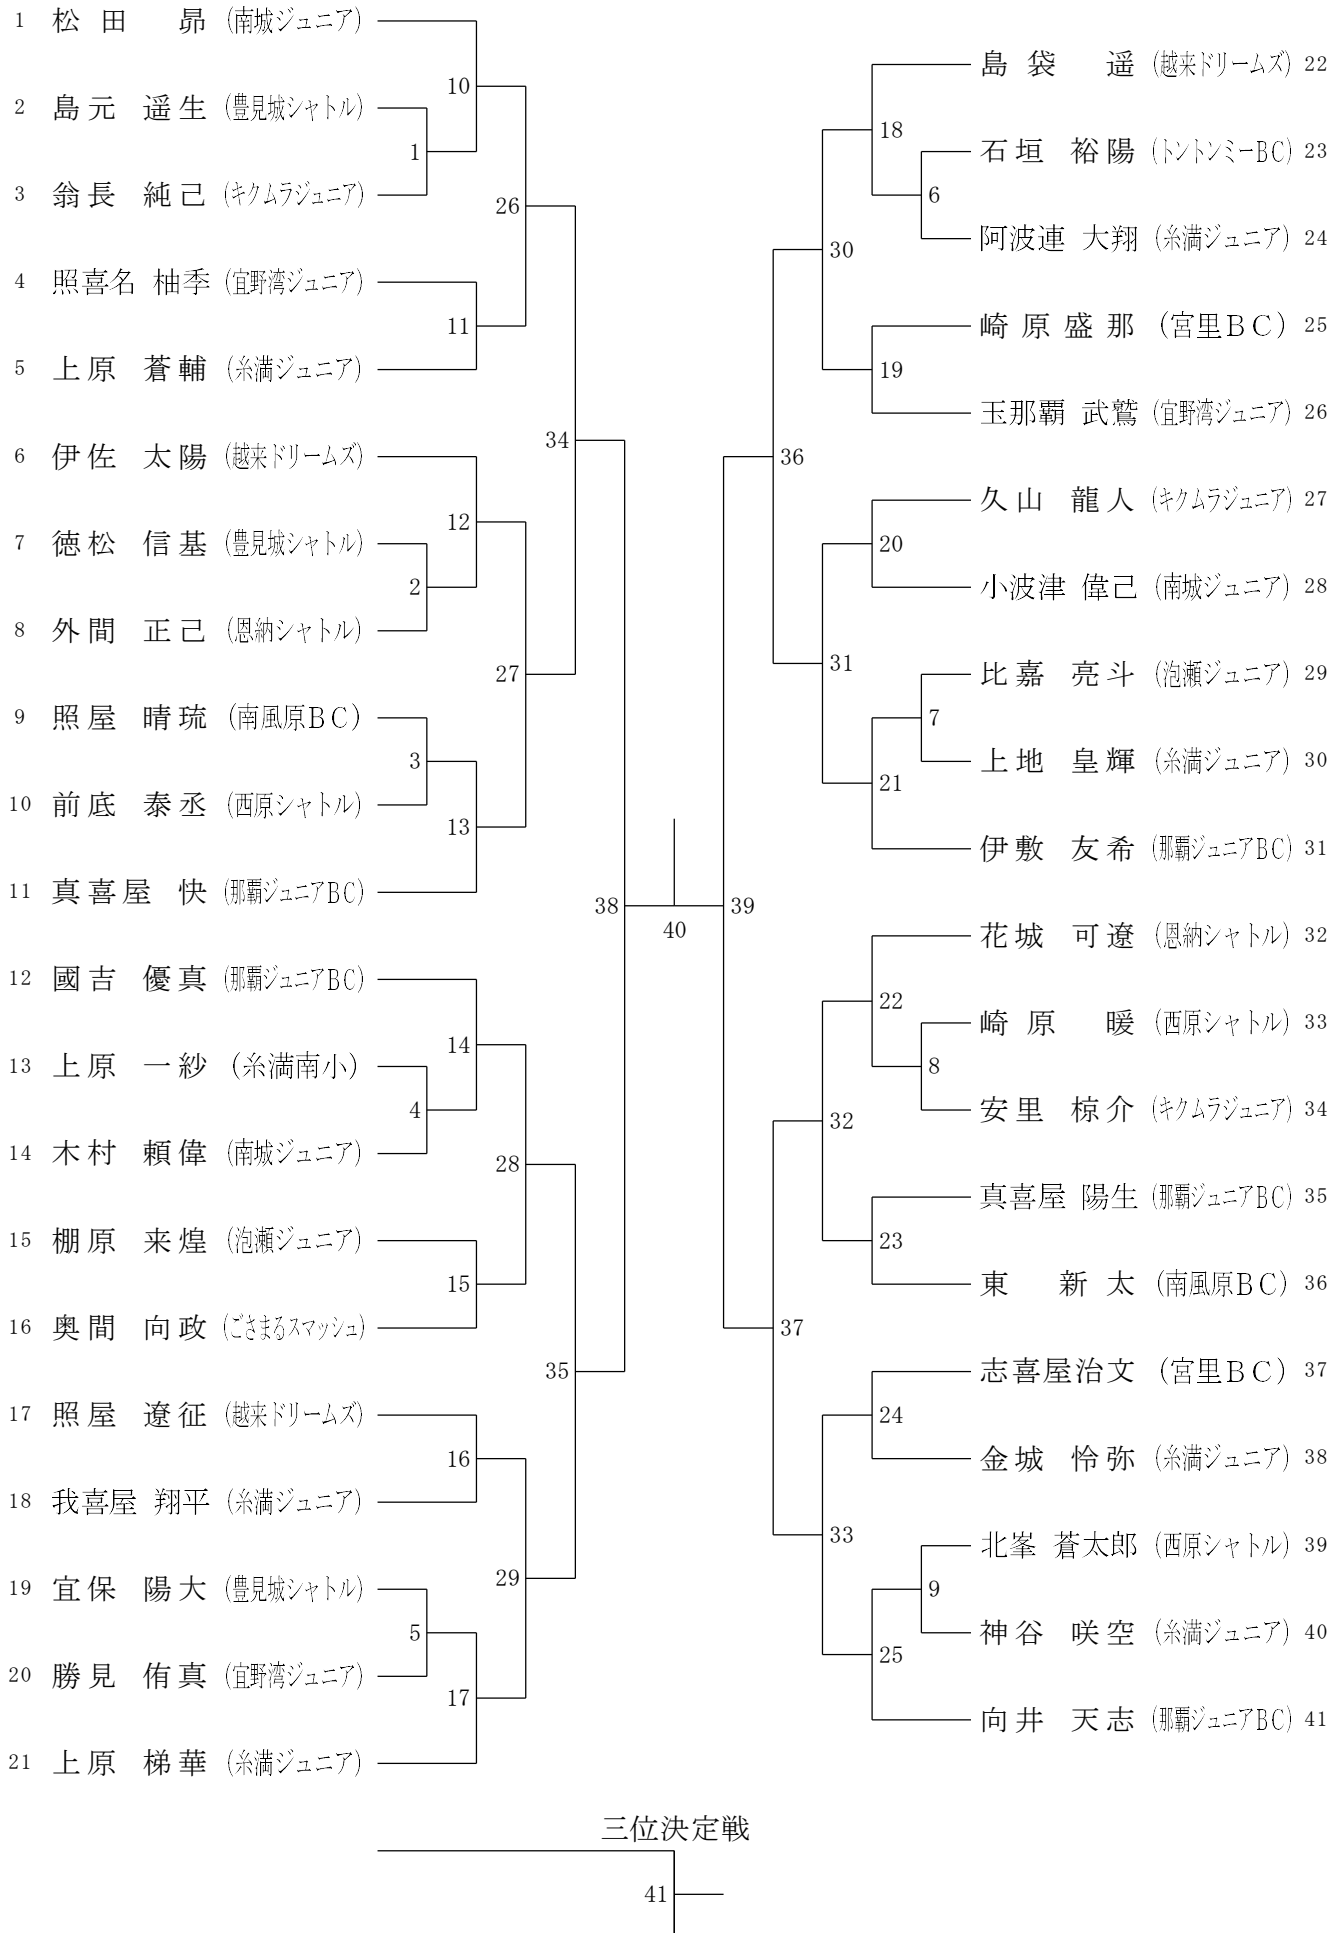 1 松田 昴 (南城ジュニア)
2 島元 遥生 (豊見城シャトル)
3 翁長 純己 (キクムラジュニア)
4 照喜名 柚季 (宜野湾ジュニア)
5 上原 蒼輔 (糸満ジュニア)
6 伊佐 太陽 (越来ドリームズ)
7 徳松 信基 (豊見城シャトル)
8 外間 正己 (恩納シャトル)
9 照屋 晴琉 (南風原BC)
10 前底 泰丞 (西原シャトル)
11 真喜屋 快 (那覇ジュニアBC)
12 國吉 優真 (那覇ジュニアBC)
13 上原 一紗 (糸満南小)
14 木村 頼偉 (南城ジュニア)
15 棚原 来煌 (泡瀬ジュニア)
16 奥間 向政 (ごさまるスマッシュ)
17 照屋 遼征 (越来ドリームズ)
18 我喜屋 翔平 (糸満ジュニア)
19 宜保 陽大 (豊見城シャトル)
20 勝見 侑真 (宜野湾ジュニア)
21 上原 梯華 (糸満ジュニア)
1
2
3
4
5
10
11
12
13
14
15
16
17
26
27
28
29
34
35
38
40
39
36
37
30
31
32
33
18
19
20
21
22
23
24
25
6
7
8
9
島袋 遥 (越来ドリームズ) 22
石垣 裕陽 (トントンミーBC) 23
阿波連 大翔 (糸満ジュニア) 24
崎原盛那 (宮里BC) 25
玉那覇 武鷲 (宜野湾ジュニア) 26
久山 龍人 (キクムラジュニア) 27
小波津 偉己 (南城ジュニア) 28
比嘉 亮斗 (泡瀬ジュニア) 29
上地 皇輝 (糸満ジュニア) 30
伊敷 友希 (那覇ジュニアBC) 31
花城 可遼 (恩納シャトル) 32
崎原 暖 (西原シャトル) 33
安里 椋介 (キクムラジュニア) 34
真喜屋 陽生 (那覇ジュニアBC) 35
東 新太 (南風原BC) 36
志喜屋治文 (宮里BC) 37
金城 怜弥 (糸満ジュニア) 38
北峯 蒼太郎 (西原シャトル) 39
神谷 咲空 (糸満ジュニア) 40
向井 天志 (那覇ジュニアBC) 41
三位決定戦
41